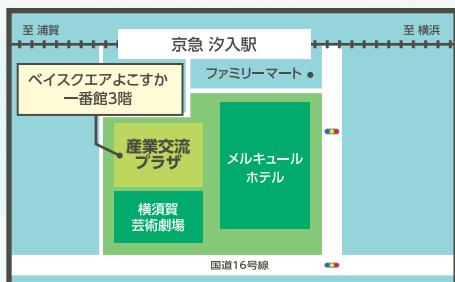 至 浦賀
至 横浜
京急 汐入駅
ファミリーマート
ベイスクエアよこすか
一番館3階
産業交流
プラザ
メルキュール
ホテル
横須賀
芸術劇場
国道16号線